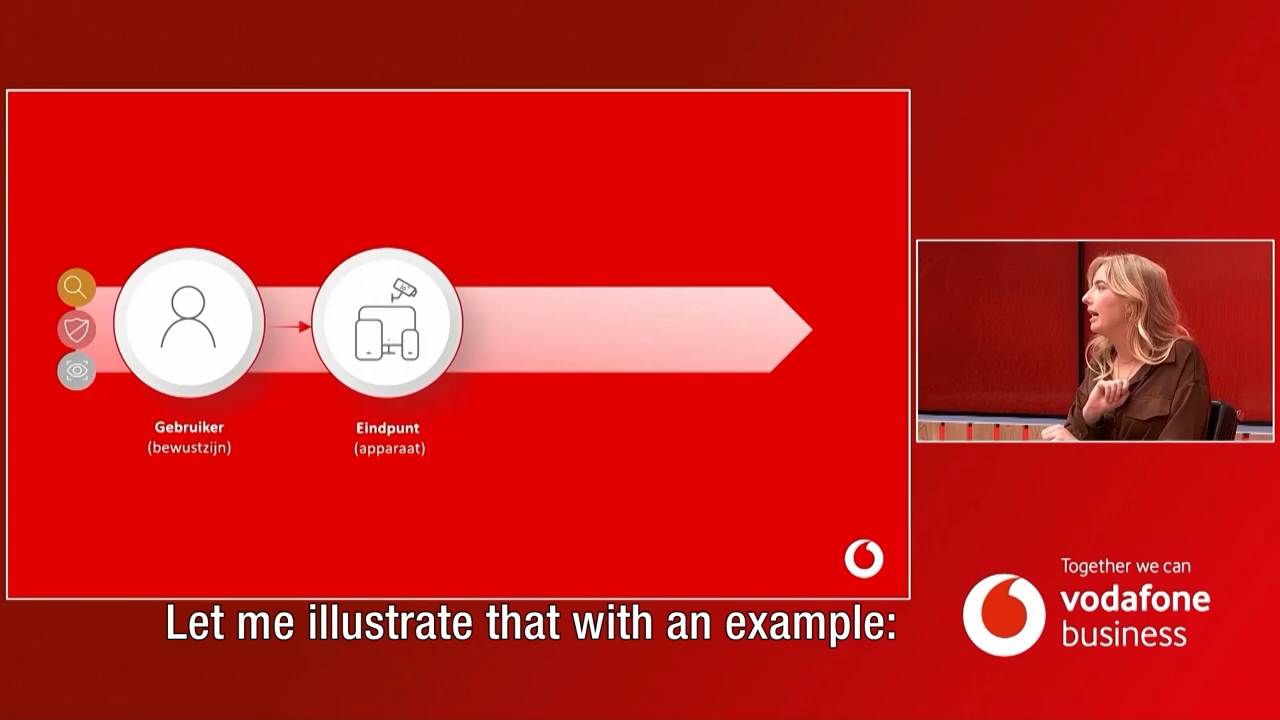 Gebruiker
(bewustzijn)
Eindpunt
(apparaat)
Let me illustrate that with an example:
Together we can
vodafone
business